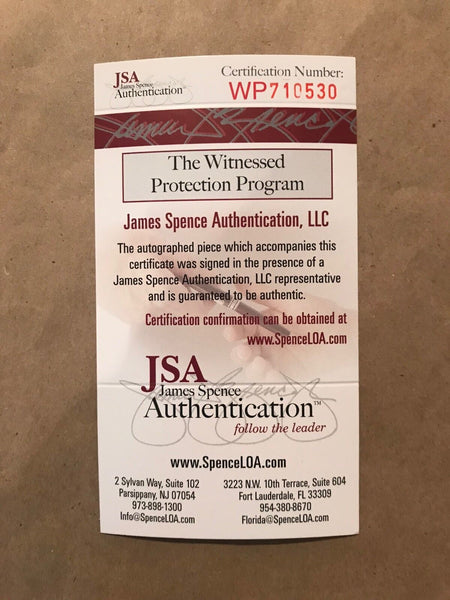 JSA
James Spence
Authentication™
Certification Number:
WP710530
James Spence
The Witnessed
Protection Program
James Spence Authentication, LLC
The autographed piece which accompanies this
certificate was signed in the presence of a
James Spence Authentication, LLC representative
and is guaranteed to be authentic.
Certification confirmation can be obtained at
www.SpenceLOA.com
JSA
James Spence
Authentication™
follow the leader
www.SpenceLOA.com
2 Sylvan Way, Suite 102
Parsippany, NJ 07054
973-898-1300
Info@SpenceLOA.com
3223 N.W. 10th Terrace, Suite 604
Fort Lauderdale, FL 33309
954-380-8670
Florida@SpenceLOA.com